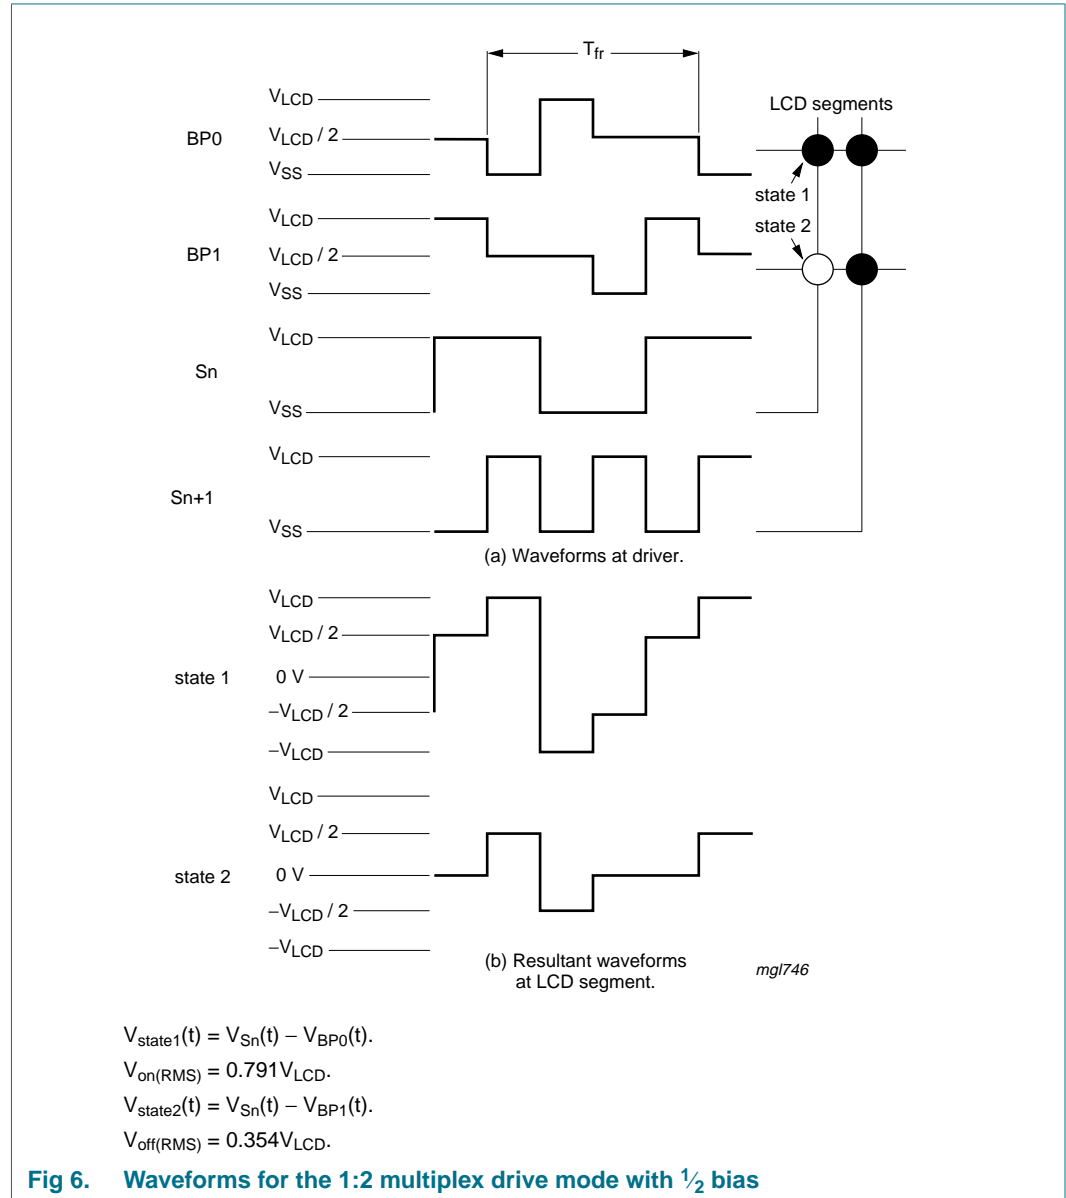 Tfr
VLCD
BP0
VLCD / 2
VSS
LCD segments
state 1
state 2
VLCD
BP1
VLCD / 2
VSS
VLCD
Sn
VSS
VLCD
Sn+1
VSS
(a) Waveforms at driver.
VLCD
VLCD / 2
state 1
0 V
−VLCD / 2
−VLCD
VLCD
VLCD / 2
state 2
0 V
−VLCD / 2
−VLCD
(b) Resultant waveforms
at LCD segment.
mgl746
Vstate1(t) = VSn(t) − VBP0(t).
Von(RMS) = 0.791VLCD.
Vstate2(t) = VSn(t) − VBP1(t).
Voff(RMS) = 0.354VLCD.
Fig 6. Waveforms for the 1:2 multiplex drive mode with 1⁄2 bias